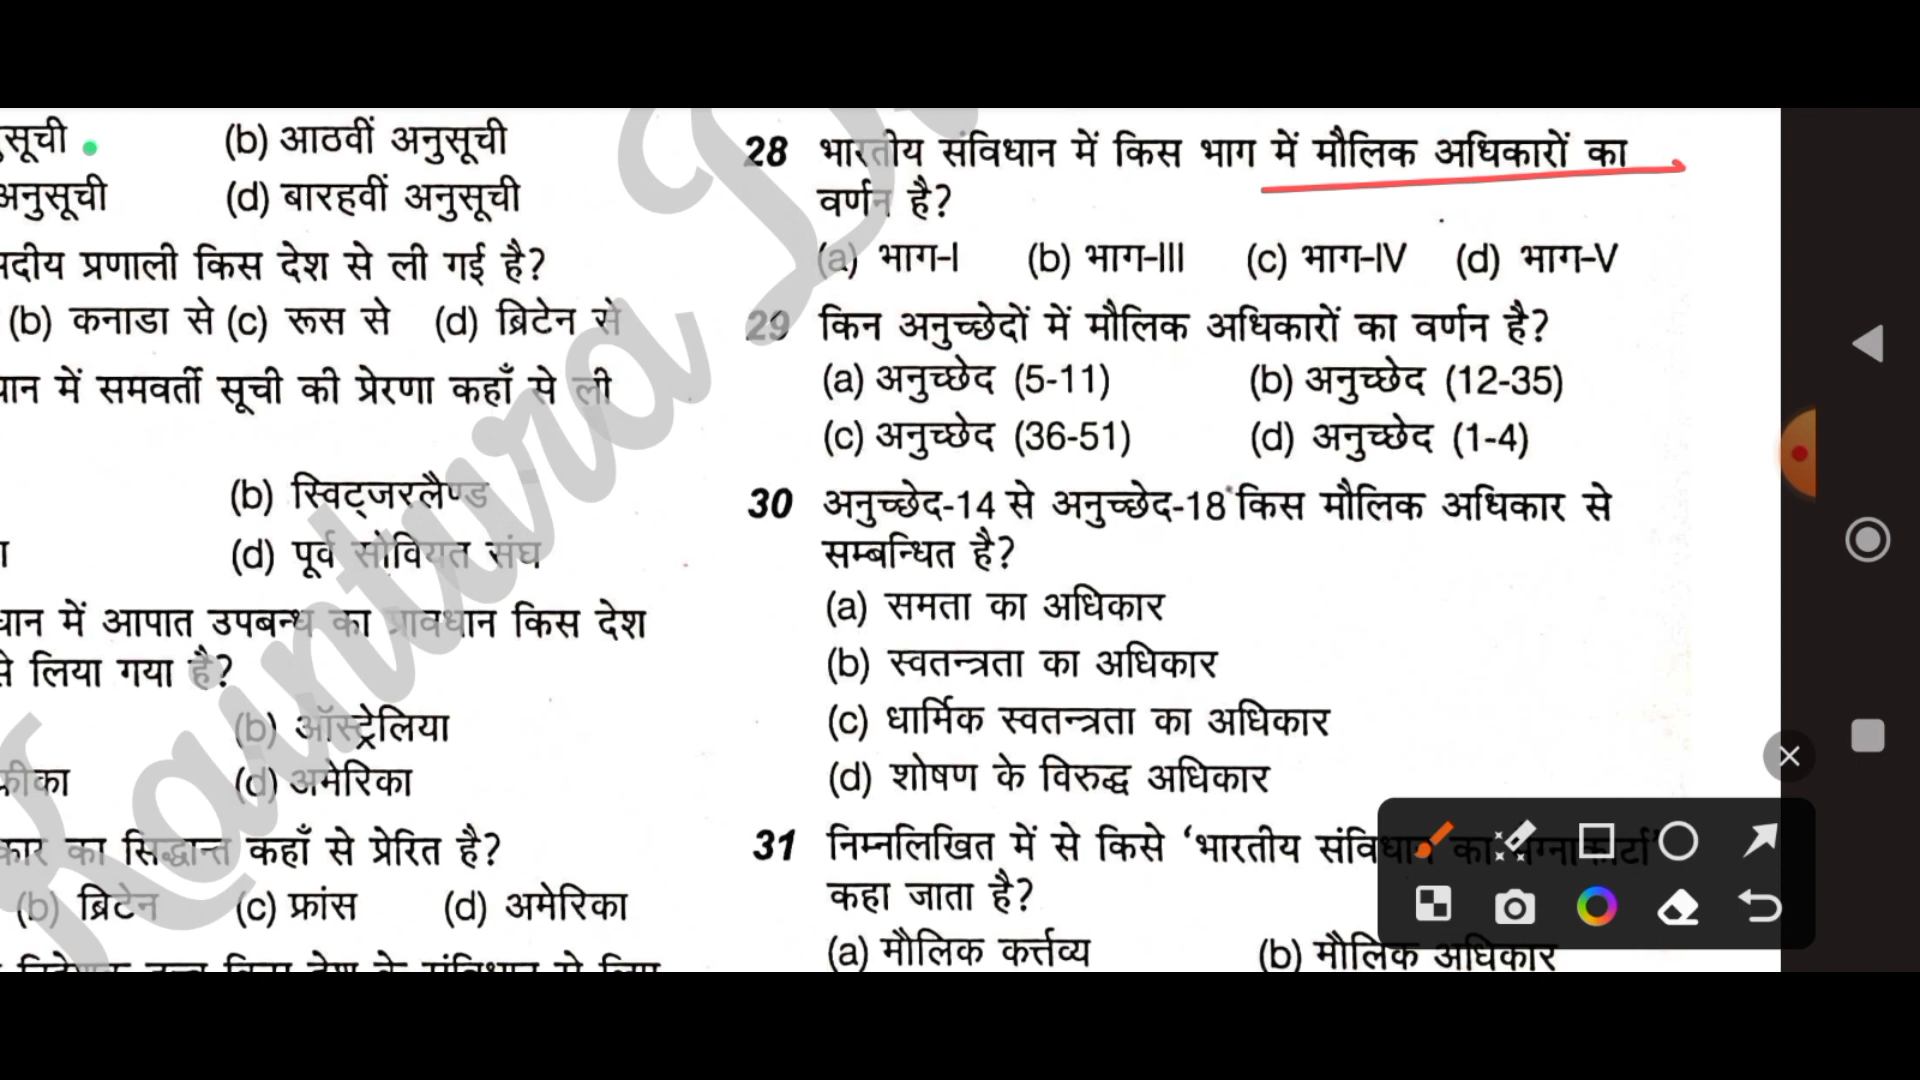 सूची
(b) आठवीं अनुसूची
अनुसूची
(d) बारहवीं अनुसूची
दीय प्रणाली किस देश से ली गई है?
(b) कनाडा से (c) रूस से (d) ब्रिटेन से
में समवर्ती सूची की प्रेरणा कहाँ से ली
(b) स्विट्जरलैण्ड
(d) पूर्व सोवियत संघ
में आपात उपबन्ध का प्रावधान किस देश
से लिया गया है?
(b) ऑस्ट्रेलिया
(d) अमेरिका
का सिद्धान्त कहाँ से प्रेरित है?
(b) ब्रिटेन (c) फ्रांस (d) अमेरिका
28 भारतीय संविधान में किस भाग में मौलिक अधिकारों का
वर्णन है?
(a) भाग-I (b) भाग-III (c) भाग-IV (d) भाग-V
29 किन अनुच्छेदों में मौलिक अधिकारों का वर्णन है?
(a) अनुच्छेद (5-11) (b) अनुच्छेद (12-35)
(c) अनुच्छेद (36-51) (d) अनुच्छेद (1-4)
30 अनुच्छेद-14 से अनुच्छेद-18 किस मौलिक अधिकार से
सम्बन्धित है?
(a) समता का अधिकार
(b) स्वतन्त्रता का अधिकार
(c) धार्मिक स्वतन्त्रता का अधिकार
(d) शोषण के विरुद्ध अधिकार
31 निम्नलिखित में से किसे 'भारतीय संविधान का मैग्नाकार्टा'
कहा जाता है?
(a) मौलिक कर्त्तव्य (b) मौलिक अधिकार
Kaintura